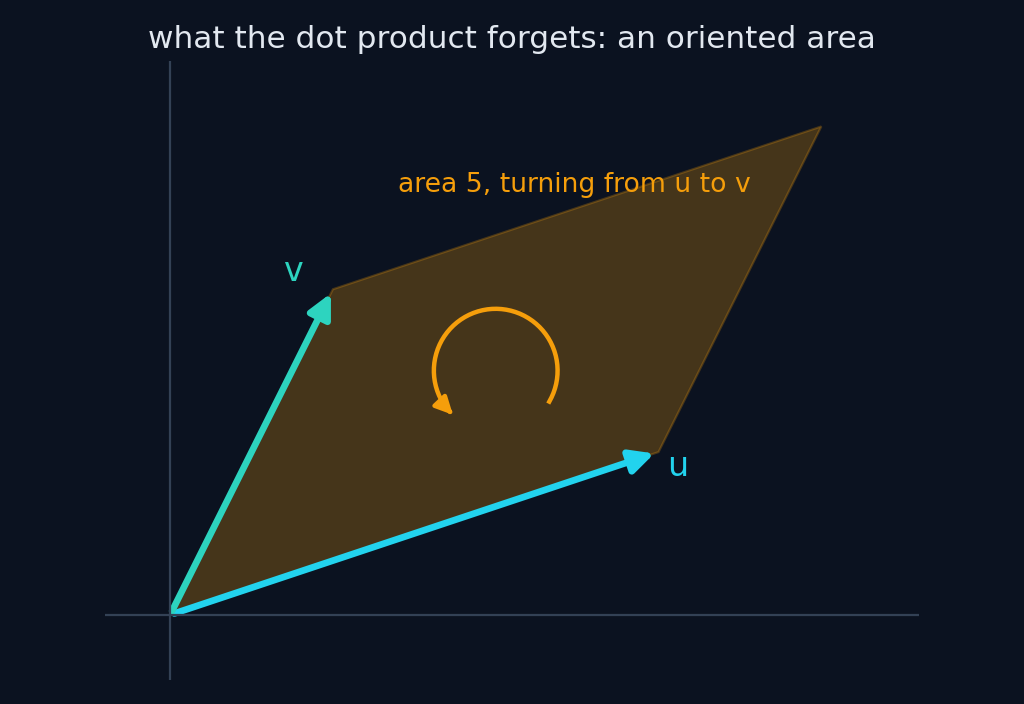 what the dot product forgets: an oriented area
area 5, turning from u to v
v
u